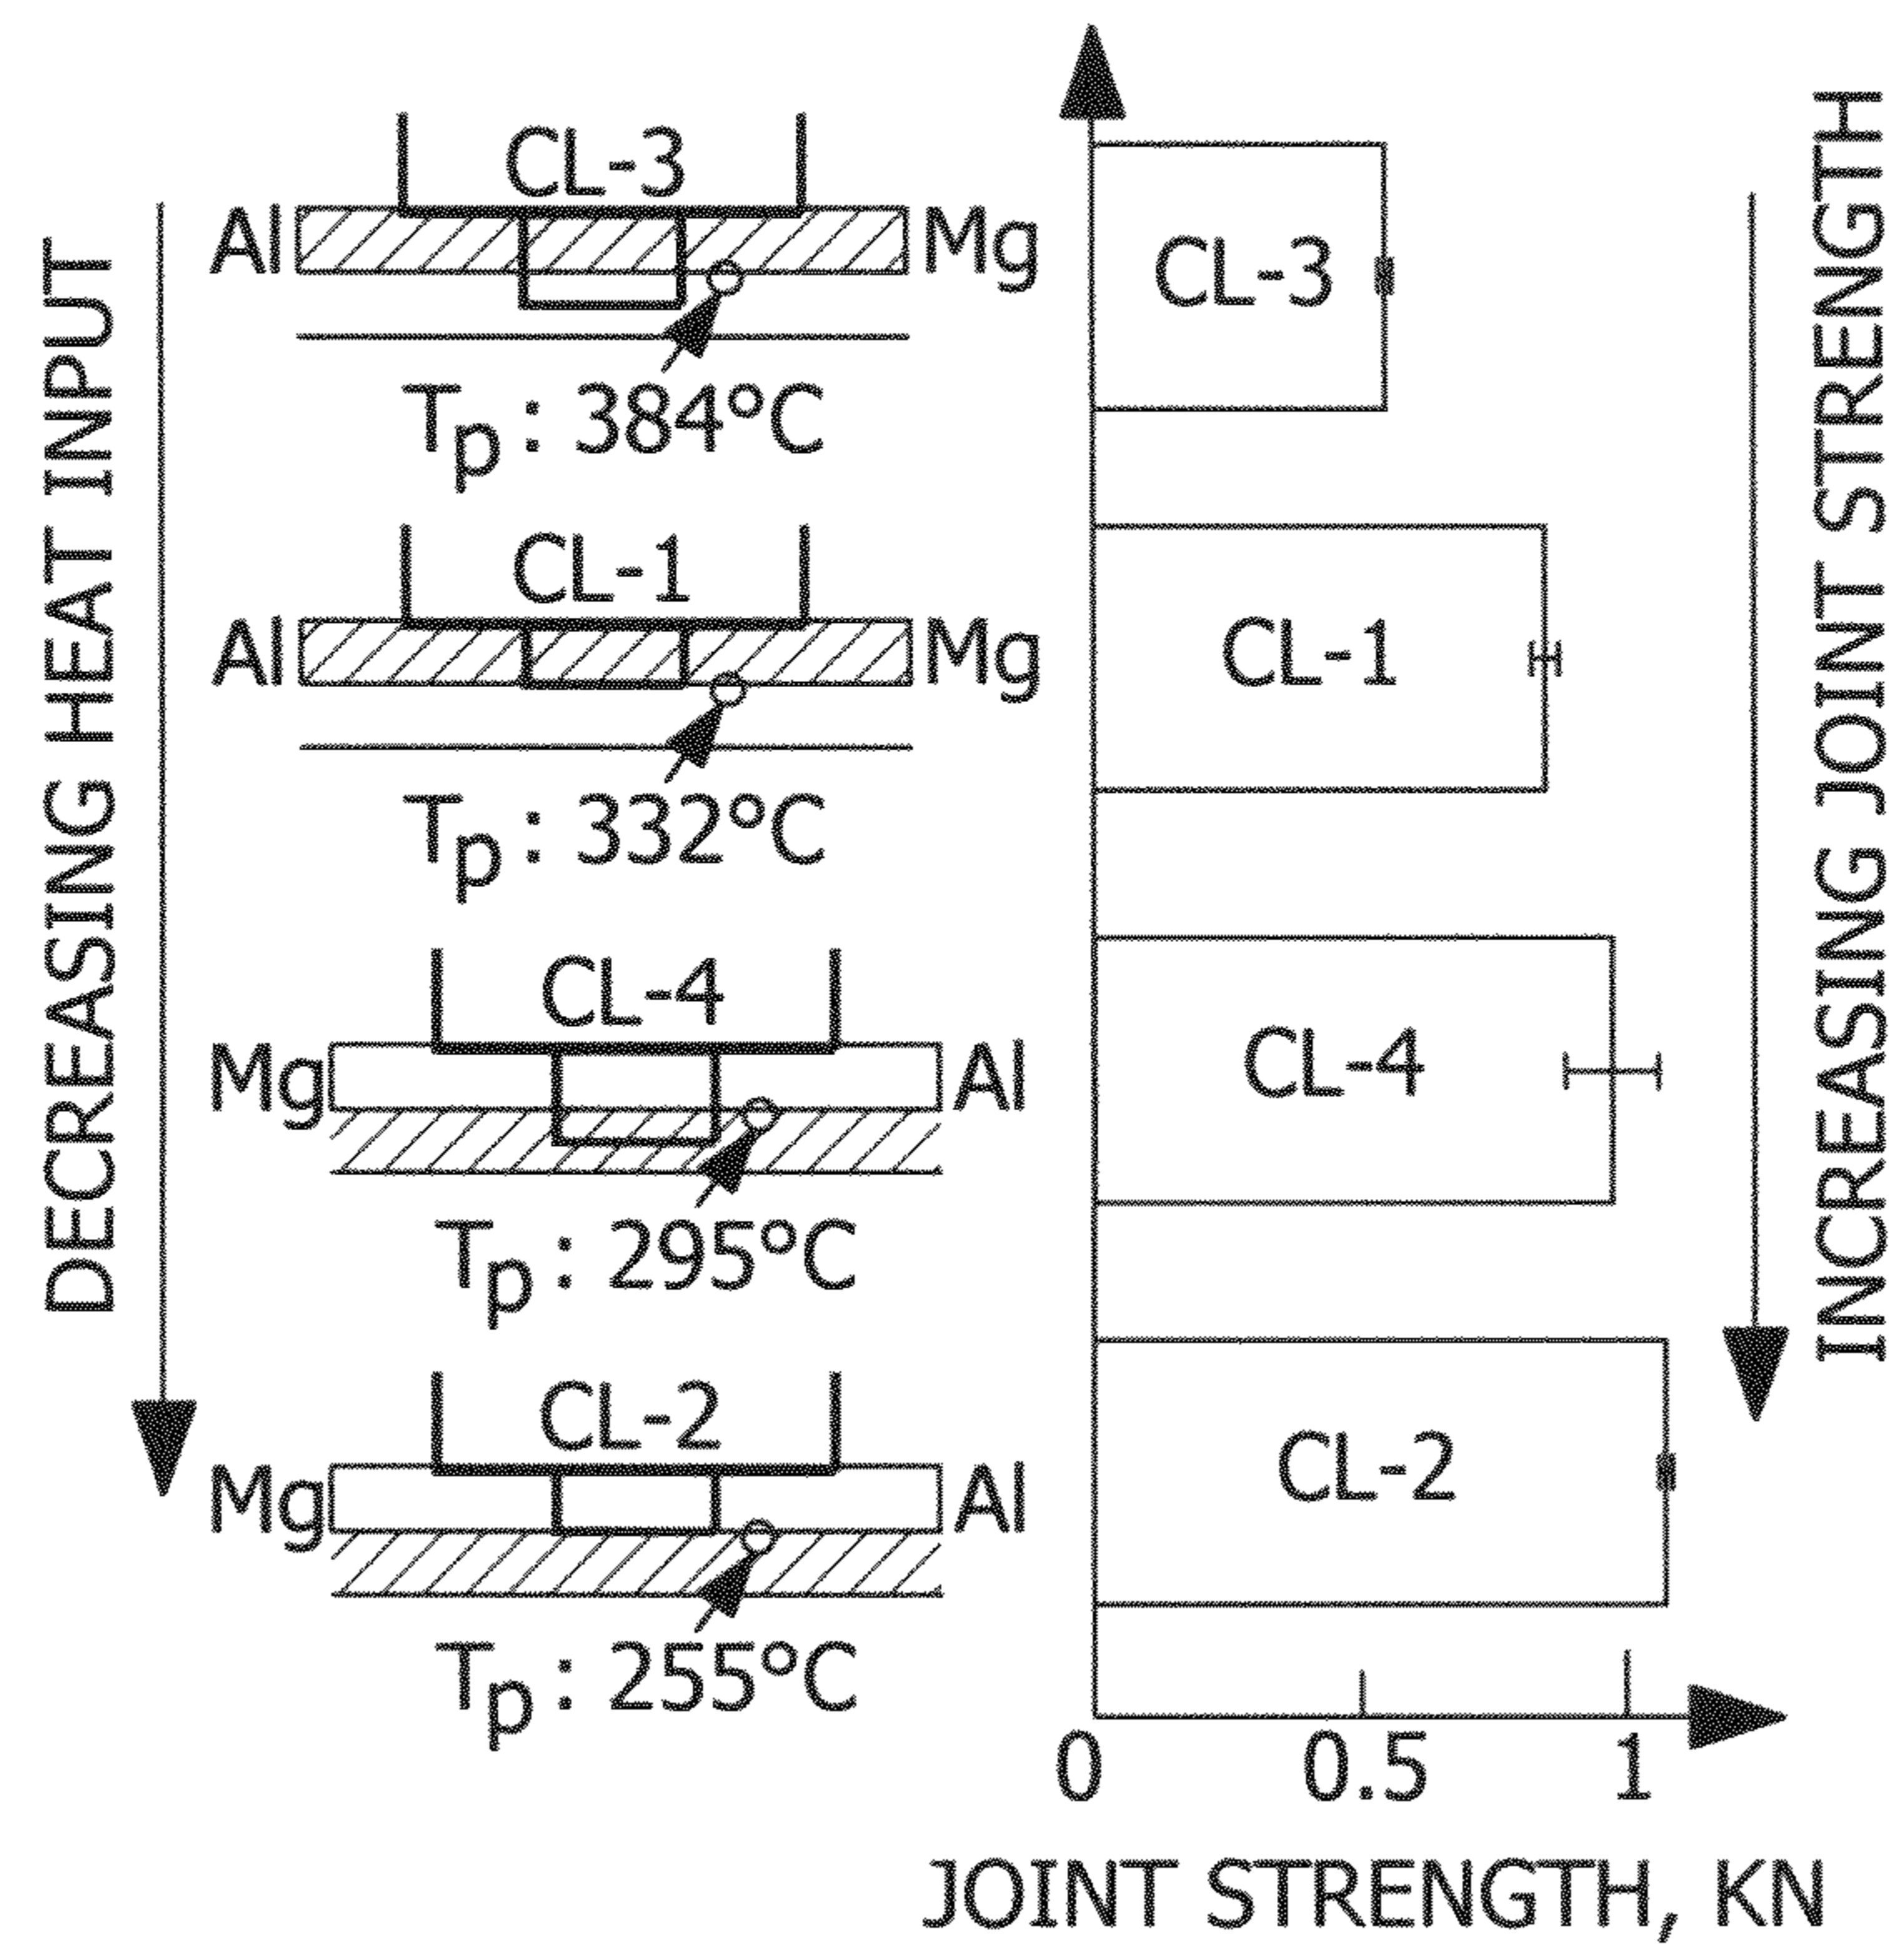 DECREASING HEAT INPUT
CL-3
Al
Mg
Tp : 384°C
CL-1
Al
Mg
Tp : 332°C
CL-4
Mg
Al
Tp : 295°C
CL-2
Mg
Al
Tp : 255°C
CL-3
CL-1
CL-4
CL-2
0
0.5
1
JOINT STRENGTH, KN
INCREASING JOINT STRENGTH